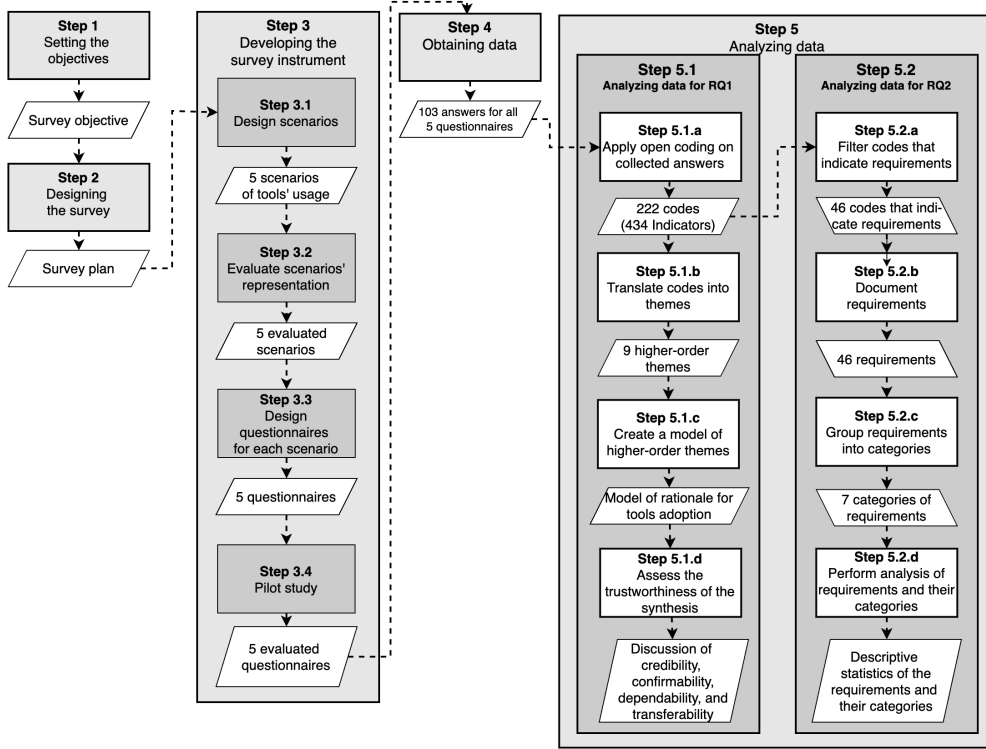 Step 1
Setting the
objectives
Survey objective
Step 2
Designing
the survey
Survey plan
Step 3
Developing the
survey instrument
Step 3.1
Design scenarios
5 scenarios
of tools' usage
Step 3.2
Evaluate scenarios'
representation
5 evaluated
scenarios
Step 3.3
Design
questionnaires
for each scenario
5 questionnaires
Step 3.4
Pilot study
5 evaluated
questionnaires
Step 4
Obtaining data
103 answers for all
5 questionnaires
Step 5
Analyzing data
Step 5.1
Analyzing data for RQ1
Step 5.1.a
Apply open coding on
collected answers
222 codes
(434 Indicators)
Step 5.1.b
Translate codes into
themes
9 higher-order
themes
Step 5.1.c
Create a model of
higher-order themes
Model of rationale for
tools adoption
Step 5.1.d
Assess the
trustworthiness of the
synthesis
Discussion of
credibility,
confirmability,
dependability, and
transferability
Step 5.2
Analyzing data for RQ2
Step 5.2.a
Filter codes that
indicate requirements
46 codes that indi-
cate requirements
Step 5.2.b
Document
requirements
46 requirements
Step 5.2.c
Group requirements
into categories
7 categories of
requirements
Step 5.2.d
Perform analysis of
requirements and their
categories
Descriptive
statistics of the
requirements and
their categories